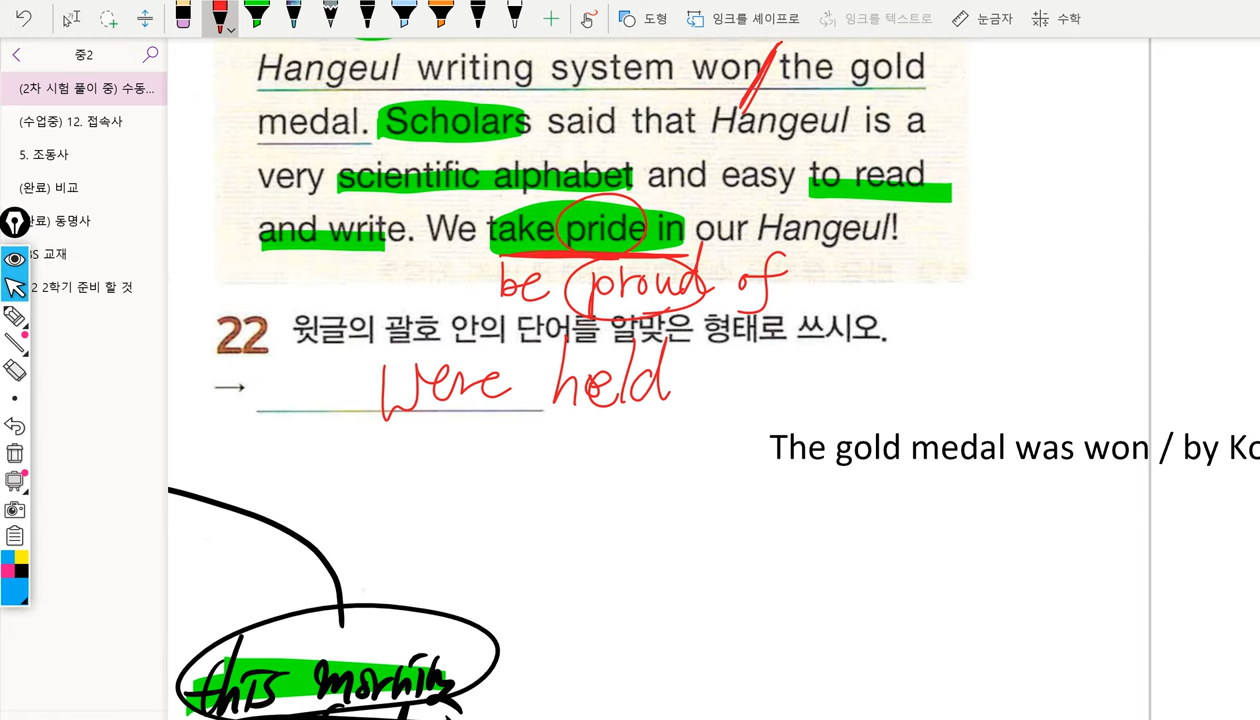 도형
잉크를 셰이프로
잉크를 텍스트로
눈금자
수학
중2
(2차 시험 풀이 중) 수동...
(수업중) 12. 접속사
5. 조동사
(완료) 비교
료) 동명사
교재
2 2학기 준비 할 것
Hangeul writing system won the gold
medal. Scholars said that Hangeul is a
very scientific alphabet and easy to read
and write. We take pride in our Hangeul!
be proud of
22 윗글의 괄호 안의 단어를 알맞은 형태로 쓰시오.
→ were held
The gold medal was won / by Ko
this morning